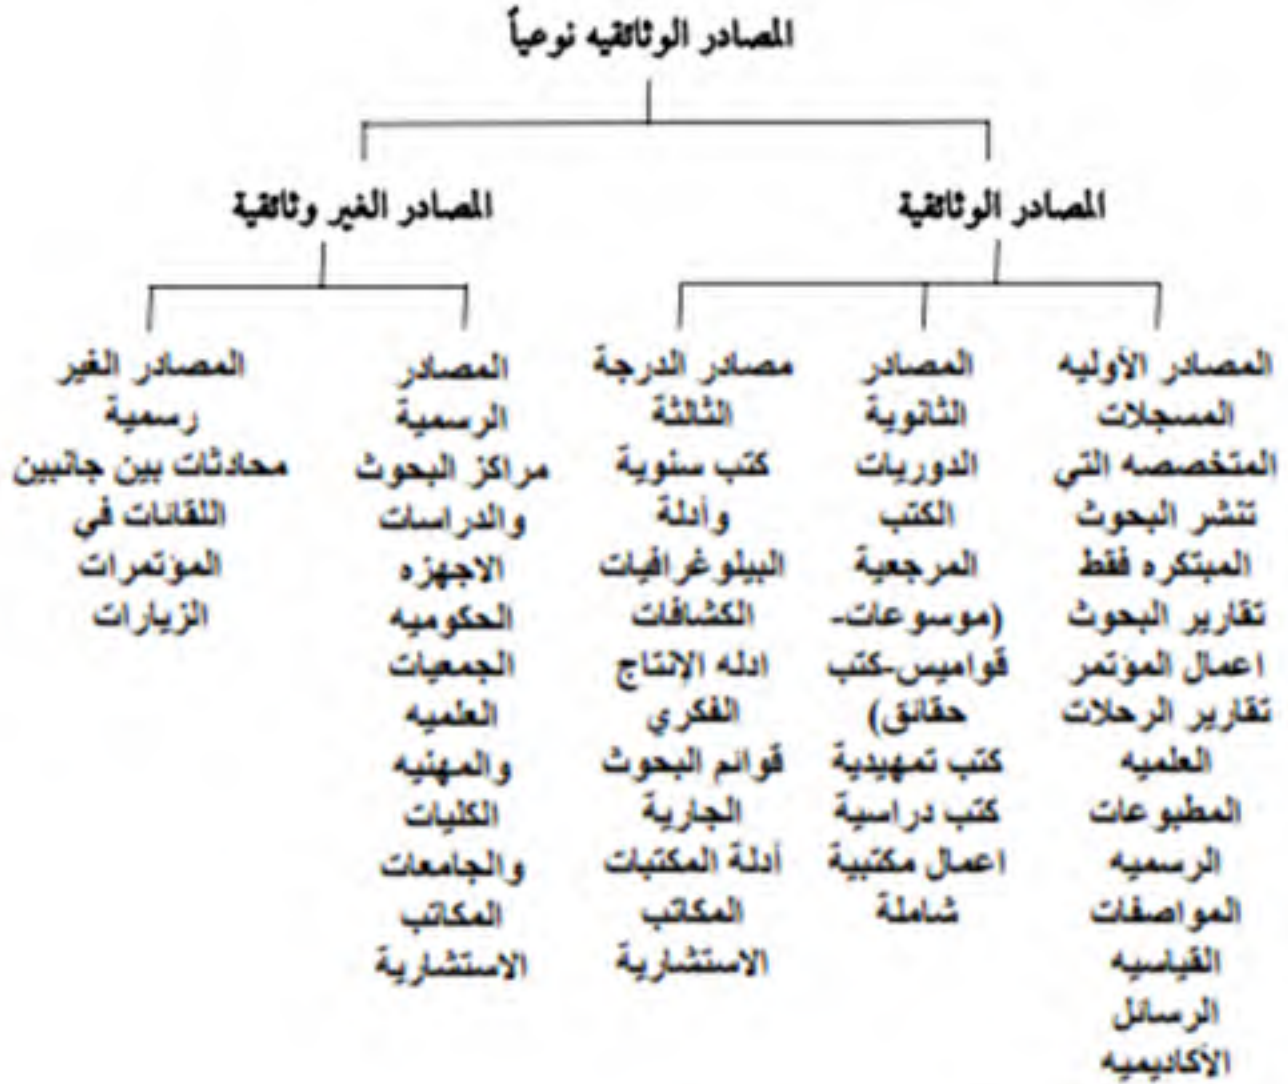 المصادر الوثائقيه نوعياً
المصادر الوثائقية
المصادر الغير وثائقية
المصادر الأوليه
المسجلات
المتخصصه التي
تنشر البحوث
المبتكره فقط
تقارير البحوث
اعمال المؤتمر
تقارير الرحلات
العلميه
المطبوعات
الرسميه
المواصفات
القياسيه
الرسائل
الأكاديميه
المصادر
الثانوية
الدوريات
الكتب
المرجعية
(موسوعات-
قواميس-كتب
حقائق)
كتب تمهيدية
كتب دراسية
اعمال مكتبية
شاملة
مصادر الدرجة
الثالثة
كتب سنوية
وأدلة
البيلوغرافيات
الكشافات
ادله الإنتاج
الفكري
قوائم البحوث
الجارية
أدلة المكتبات
المكاتب
الاستشارية
المصادر
الرسمية
مراكز البحوث
والدراسات
الاجهزه
الحكوميه
الجمعيات
العلميه
والمهنيه
الكليات
والجامعات
المكاتب
الاستشارية
المصادر الغير
رسمية
محادثات بين جانبين
اللقائات في
المؤتمرات
الزيارات